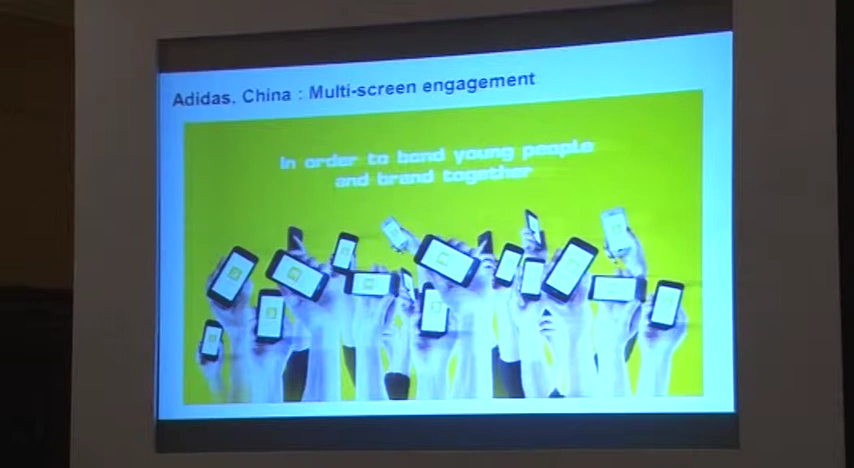 Adidas. China : Multi-screen engagement
In order to bond young people
and brand together